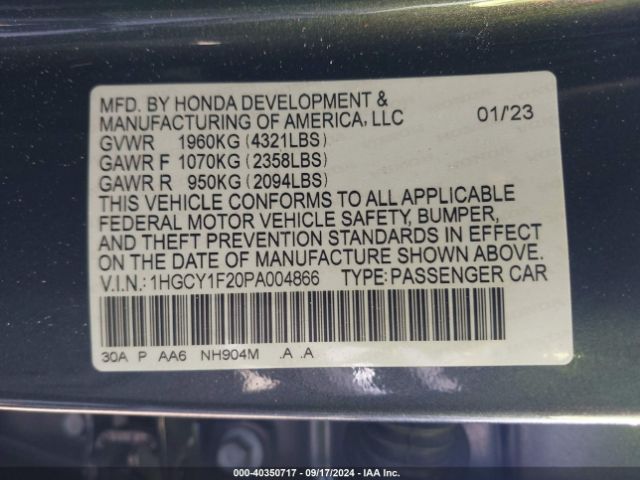 MFD. BY HONDA DEVELOPMENT &
MANUFACTURING OF AMERICA, LLC 01/'23
GVWR 1960KG (4321LBS)
GAWR F 1070KG (2358LBS)
GAWR R 950KG (2094LBS)
THIS VEHICLE CONFORMS TO ALL APPLICABLE
FEDERAL MOTOR VEHICLE SAFETY, BUMPER,
AND THEFT PREVENTION STANDARDS IN EFFECT
ON THE DATE OF MANUFACTURE SHOWN ABOVE.
V.I.N.: 1HGCY1F20PA004866 TYPE: PASSENGER CAR
30A P AA6 NH904M .A .A
000-40350717 - 09/17/2024 - IAA Inc.